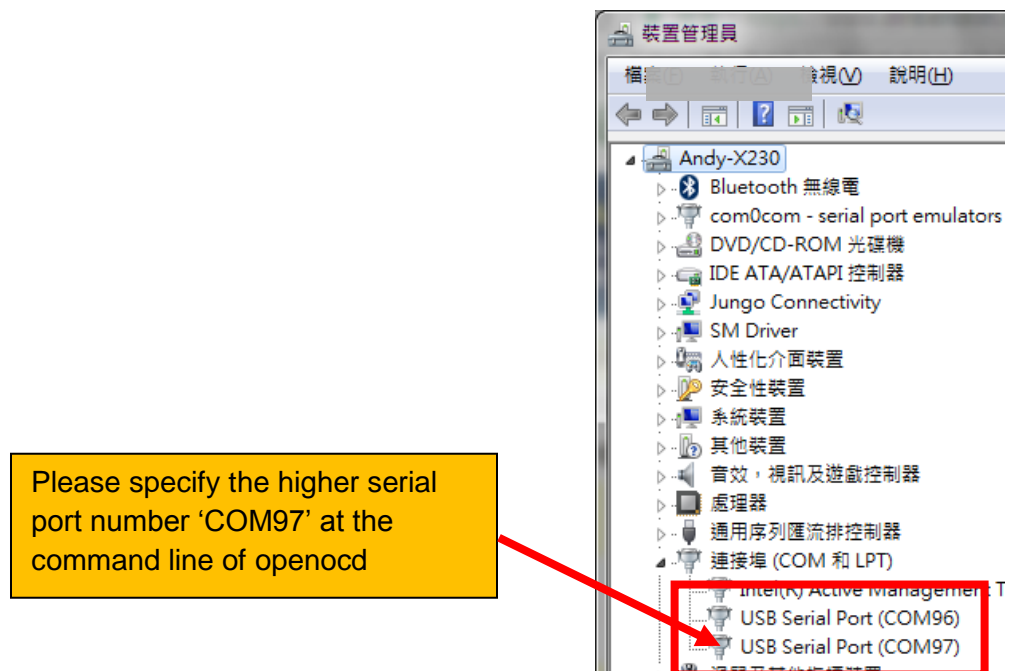 裝置管理員
檢視(V) 說明(H)
Andy-X230
Bluetooth 無線電
com0com - serial port emulators
DVD/CD-ROM 光碟機
IDE ATA/ATAPI 控制器
Jungo Connectivity
SM Driver
人性化介面裝置
安全性裝置
系統裝置
其他裝置
音效，視訊及遊戲控制器
處理器
通用序列匯流排控制器
連接埠 (COM 和 LPT)
Intel(R) Active Management T
USB Serial Port (COM96)
USB Serial Port (COM97)
Please specify the higher serial
port number ‘COM97’ at the
command line of openocd